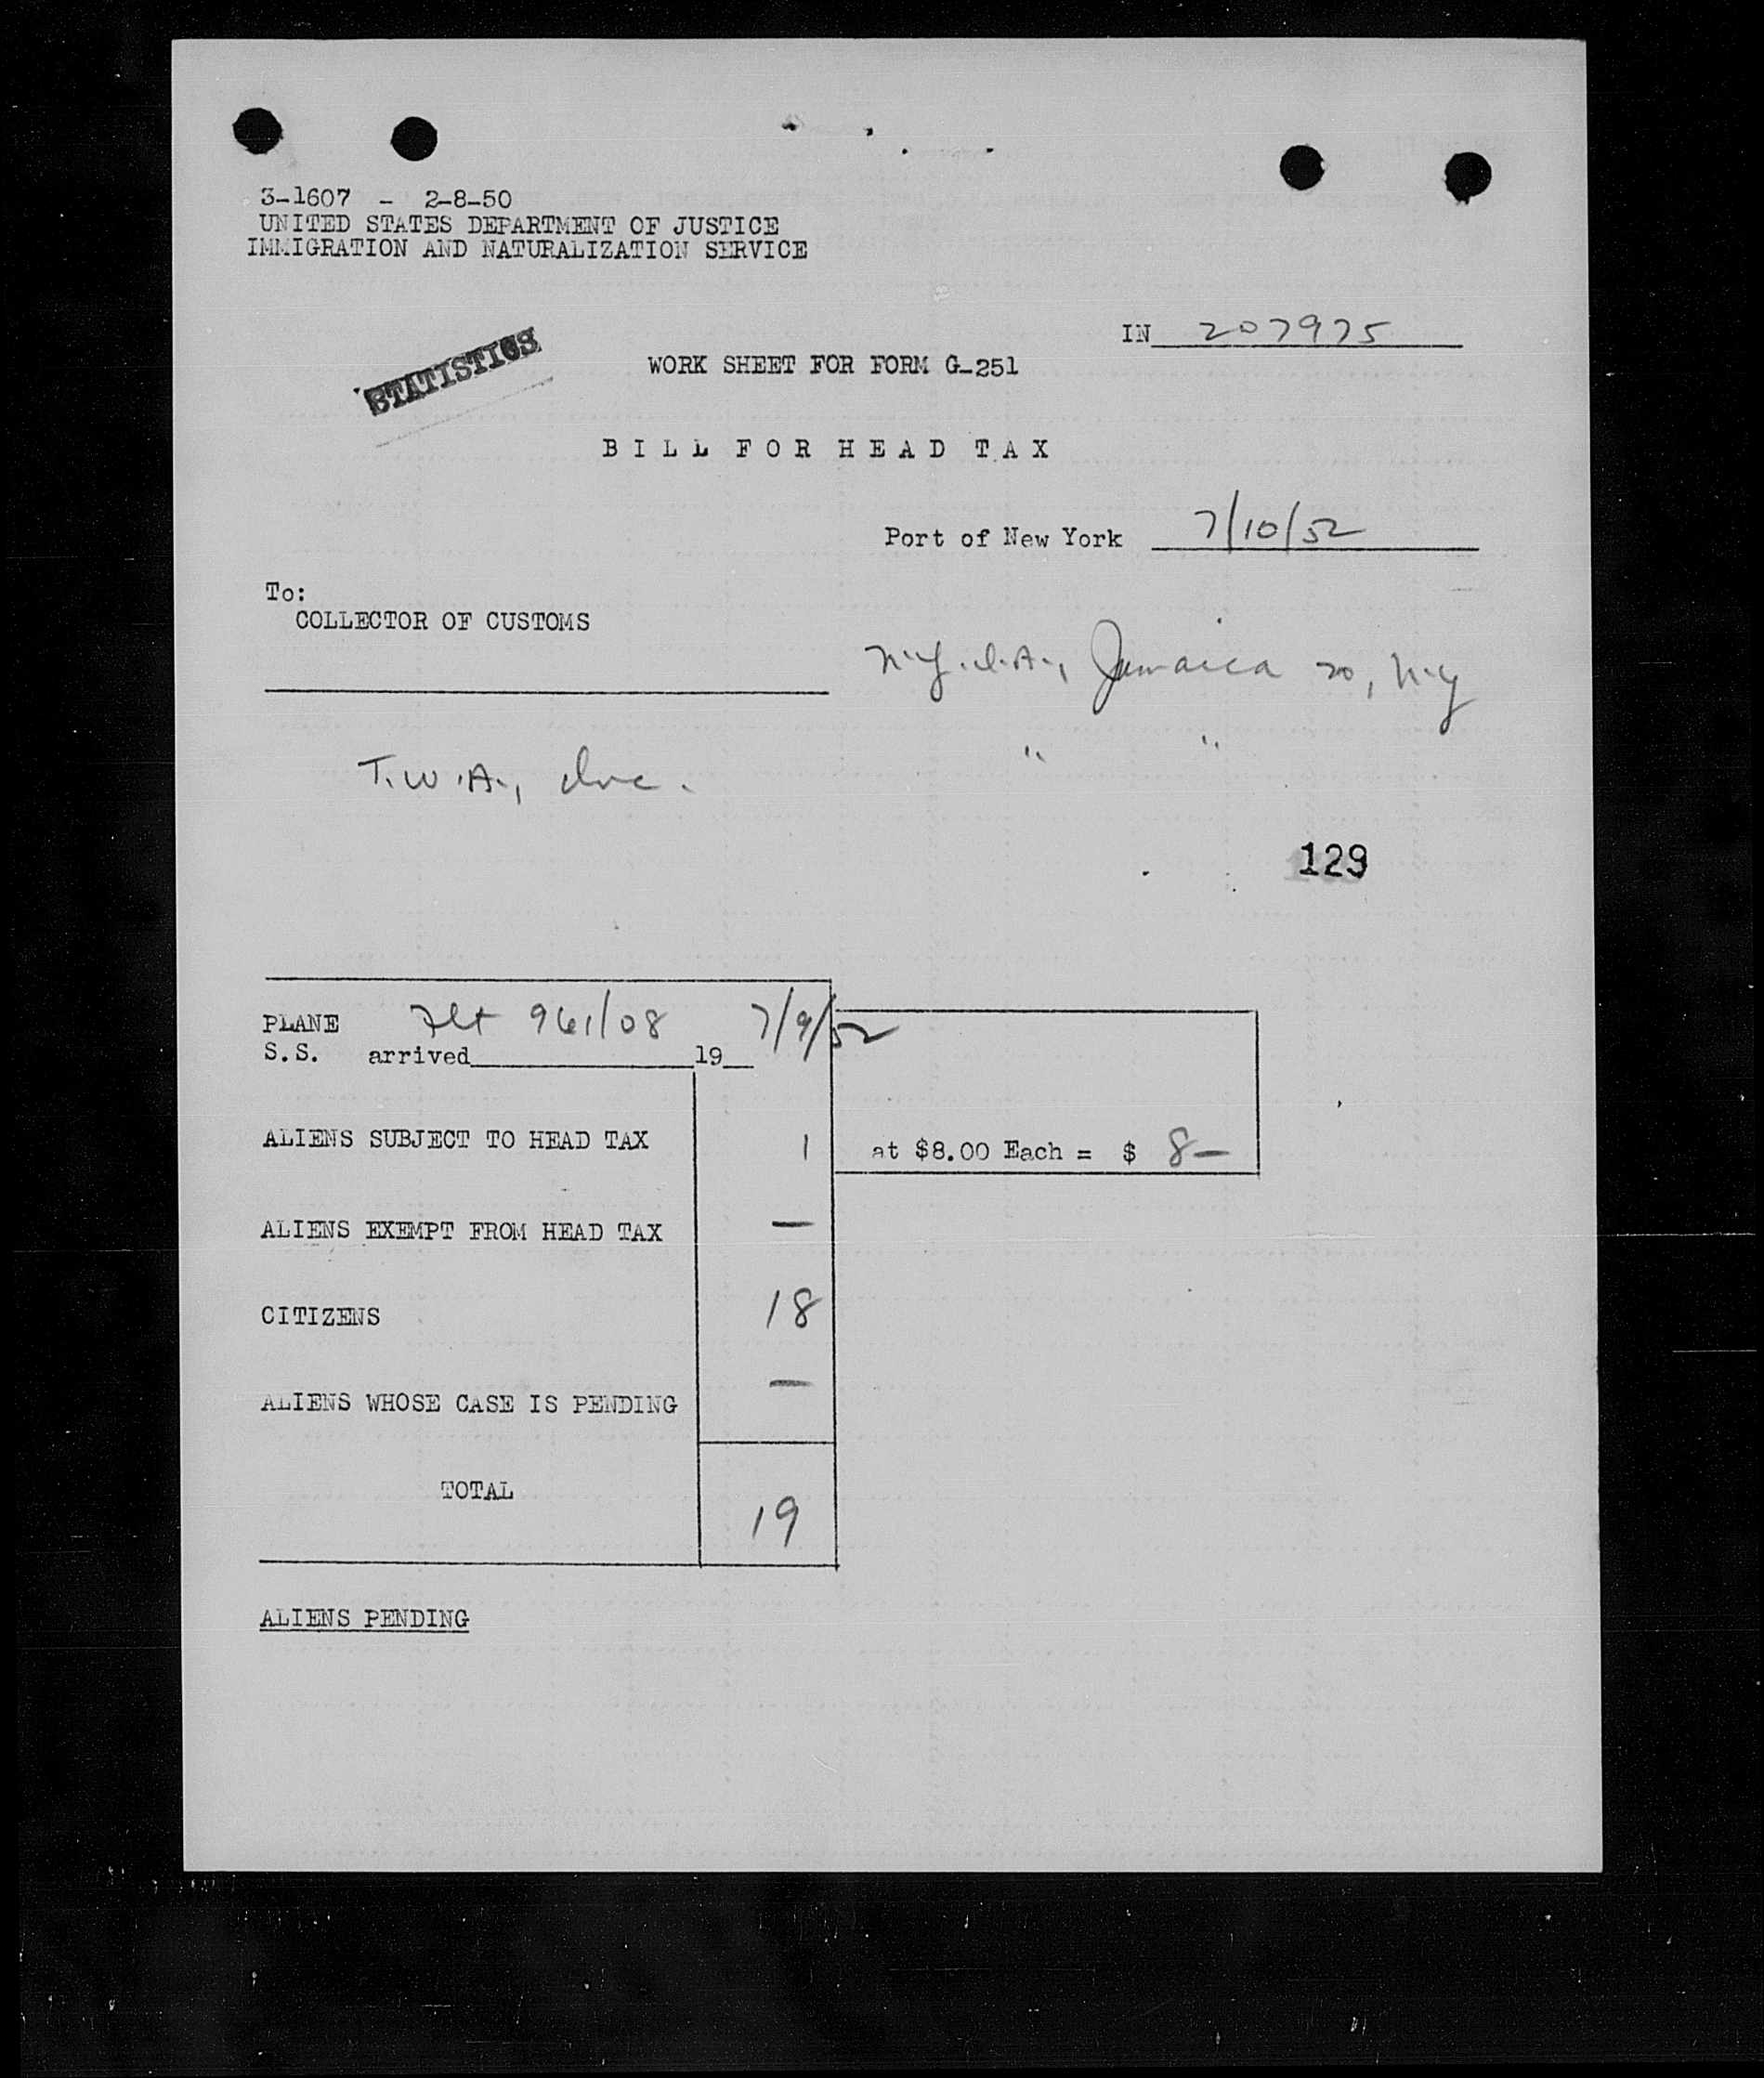 3-1607 - 2-8-50
UNITED STATES DEPARTMENT OF JUSTICE
IMMIGRATION AND NATURALIZATION SERVICE
IN 207975
STATISTICS
WORK SHEET FOR FORM G-251
BILL FOR HEAD TAX
Port of New York 7/10/52
To:
COLLECTOR OF CUSTOMS
N.Y.I.A., Jamaica 20, N.Y
T.W.A., Inc. " "
129
PLANE Flt 961/08 7/9/52
S.S. arrived 19
ALIENS SUBJECT TO HEAD TAX 1 at $8.00 Each = $ 8—
ALIENS EXEMPT FROM HEAD TAX —
CITIZENS 18
ALIENS WHOSE CASE IS PENDING —
TOTAL 19
ALIENS PENDING